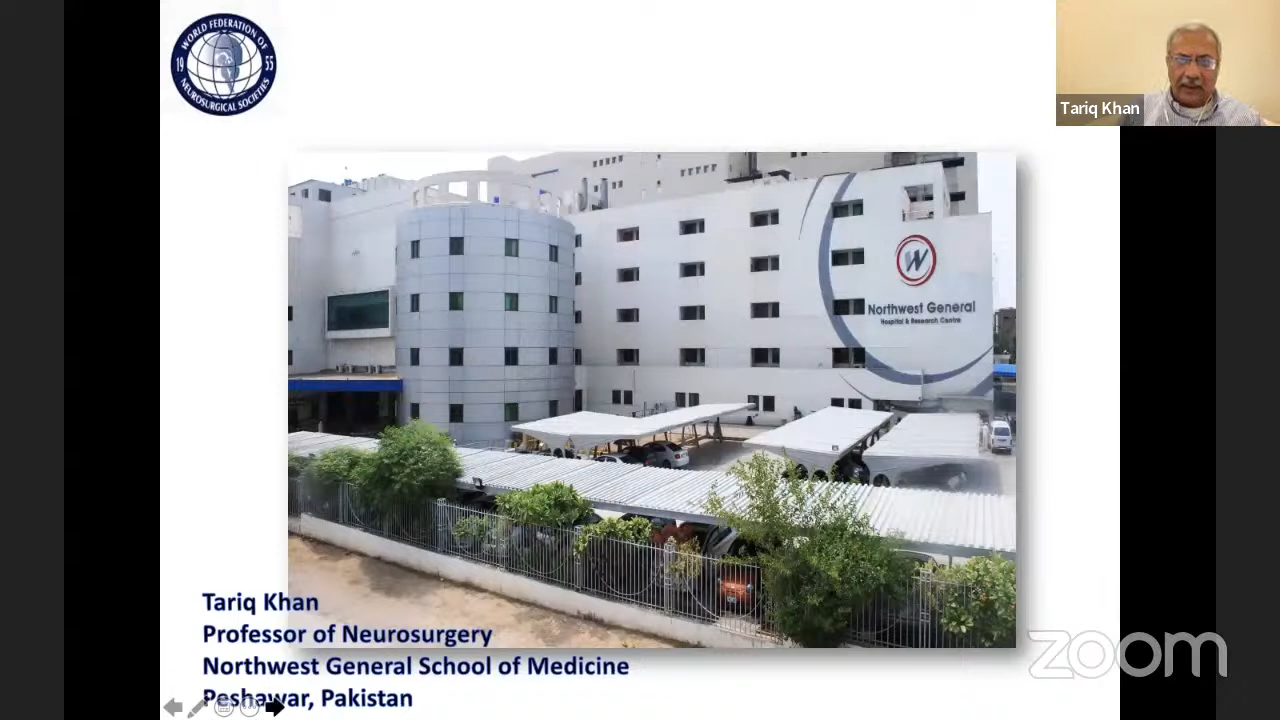 WORLD FEDERATION OF
19 55
NEUROSURGICAL SOCIETIES
Tariq Khan
Northwest General
Hospital & Research Centre
Tariq Khan
Professor of Neurosurgery
Northwest General School of Medicine
Peshawar, Pakistan
zoom